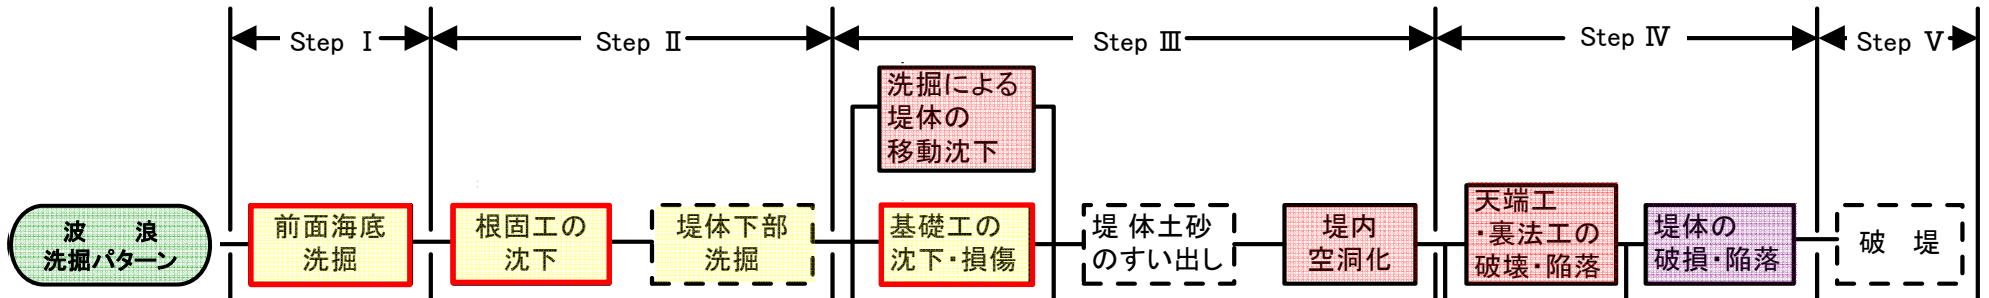 Step Ⅰ
Step Ⅱ
Step Ⅲ
Step Ⅳ
Step Ⅴ
洗掘による
堤体の
移動沈下
波 浪
洗掘パターン
前面海底
洗掘
根固工の
沈下
堤体下部
洗掘
基礎工の
沈下・損傷
堤 体土砂
のすい出し
堤内
空洞化
天端工
・裏法工の
破壊・陥落
堤体の
破損・陥落
破 堤